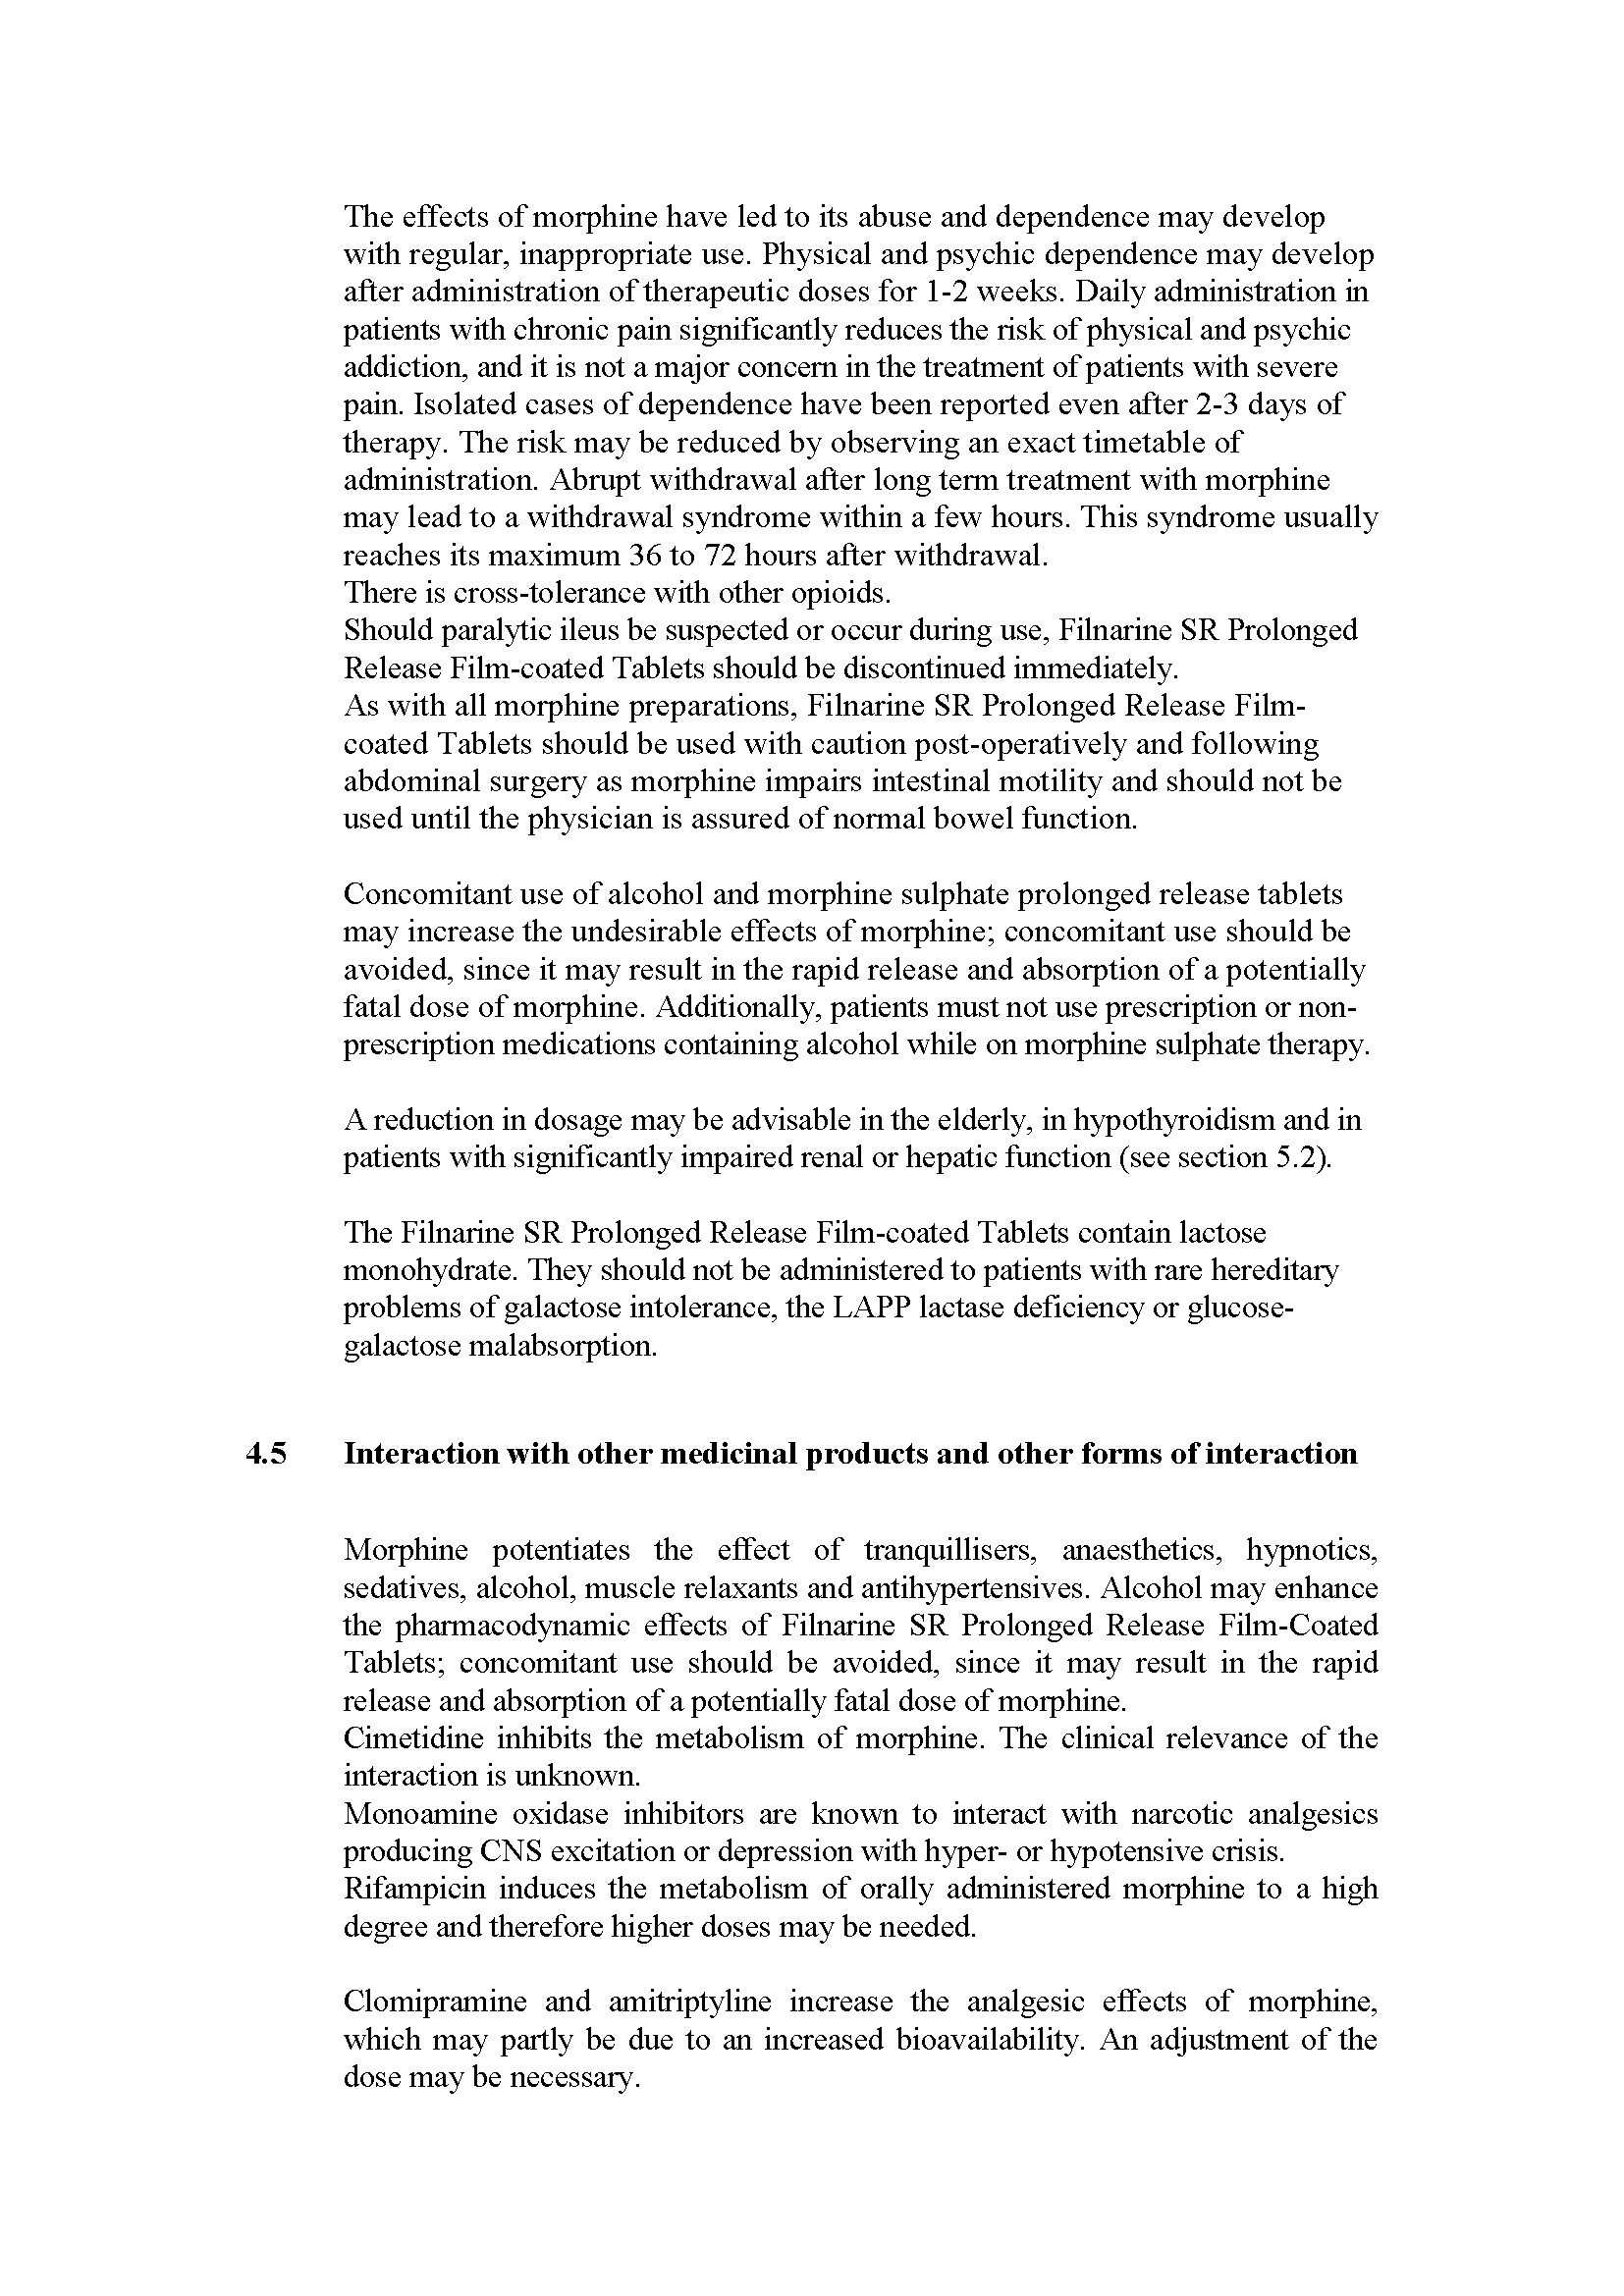 The effects of morphine have led to its abuse and dependence may develop
with regular, inappropriate use. Physical and psychic dependence may develop
after administration of therapeutic doses for 1-2 weeks. Daily administration in
patients with chronic pain significantly reduces the risk of physical and psychic
addiction, and it is not a major concern in the treatment of patients with severe
pain. Isolated cases of dependence have been reported even after 2-3 days of
therapy. The risk may be reduced by observing an exact timetable of
administration. Abrupt withdrawal after long term treatment with morphine
may lead to a withdrawal syndrome within a few hours. This syndrome usually
reaches its maximum 36 to 72 hours after withdrawal.
There is cross-tolerance with other opioids.
Should paralytic ileus be suspected or occur during use, Filnarine SR Prolonged
Release Film-coated Tablets should be discontinued immediately.
As with all morphine preparations, Filnarine SR Prolonged Release Film-
coated Tablets should be used with caution post-operatively and following
abdominal surgery as morphine impairs intestinal motility and should not be
used until the physician is assured of normal bowel function.
Concomitant use of alcohol and morphine sulphate prolonged release tablets
may increase the undesirable effects of morphine; concomitant use should be
avoided, since it may result in the rapid release and absorption of a potentially
fatal dose of morphine. Additionally, patients must not use prescription or non-
prescription medications containing alcohol while on morphine sulphate therapy.
A reduction in dosage may be advisable in the elderly, in hypothyroidism and in
patients with significantly impaired renal or hepatic function (see section 5.2).
The Filnarine SR Prolonged Release Film-coated Tablets contain lactose
monohydrate. They should not be administered to patients with rare hereditary
problems of galactose intolerance, the LAPP lactase deficiency or glucose-
galactose malabsorption.
4.5 Interaction with other medicinal products and other forms of interaction
Morphine potentiates the effect of tranquillisers, anaesthetics, hypnotics,
sedatives, alcohol, muscle relaxants and antihypertensives. Alcohol may enhance
the pharmacodynamic effects of Filnarine SR Prolonged Release Film-Coated
Tablets; concomitant use should be avoided, since it may result in the rapid
release and absorption of a potentially fatal dose of morphine.
Cimetidine inhibits the metabolism of morphine. The clinical relevance of the
interaction is unknown.
Monoamine oxidase inhibitors are known to interact with narcotic analgesics
producing CNS excitation or depression with hyper- or hypotensive crisis.
Rifampicin induces the metabolism of orally administered morphine to a high
degree and therefore higher doses may be needed.
Clomipramine and amitriptyline increase the analgesic effects of morphine,
which may partly be due to an increased bioavailability. An adjustment of the
dose may be necessary.